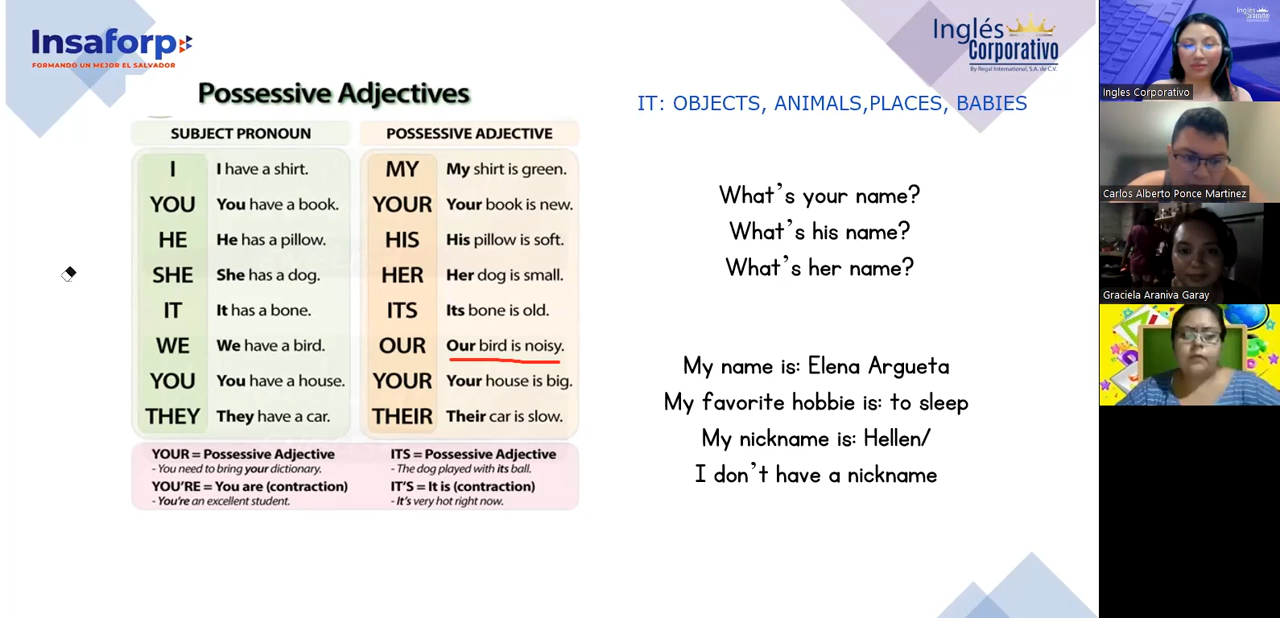 Insaforp
FORMANDO UN MEJOR EL SALVADOR
Inglés
Corporativo
By Regal International, S.A. de C.V.
Possessive Adjectives
SUBJECT PRONOUN
POSSESSIVE ADJECTIVE
I I have a shirt. MY My shirt is green.
YOU You have a book. YOUR Your book is new.
HE He has a pillow. HIS His pillow is soft.
SHE She has a dog. HER Her dog is small.
IT It has a bone. ITS Its bone is old.
WE We have a bird. OUR Our bird is noisy.
YOU You have a house. YOUR Your house is big.
THEY They have a car. THEIR Their car is slow.
YOUR = Possessive Adjective
- You need to bring your dictionary.
YOU'RE = You are (contraction)
- You're an excellent student.
ITS = Possessive Adjective
- The dog played with its ball.
IT'S = It is (contraction)
- It's very hot right now.
IT: OBJECTS, ANIMALS,PLACES, BABIES
What's your name?
What's his name?
What's her name?
My name is: Elena Argueta
My favorite hobbie is: to sleep
My nickname is: Hellen/
I don't have a nickname
Inglés
Corporativo
Ingles Corporativo
Carlos Alberto Ponce Martinez
Graciela Araniva Garay